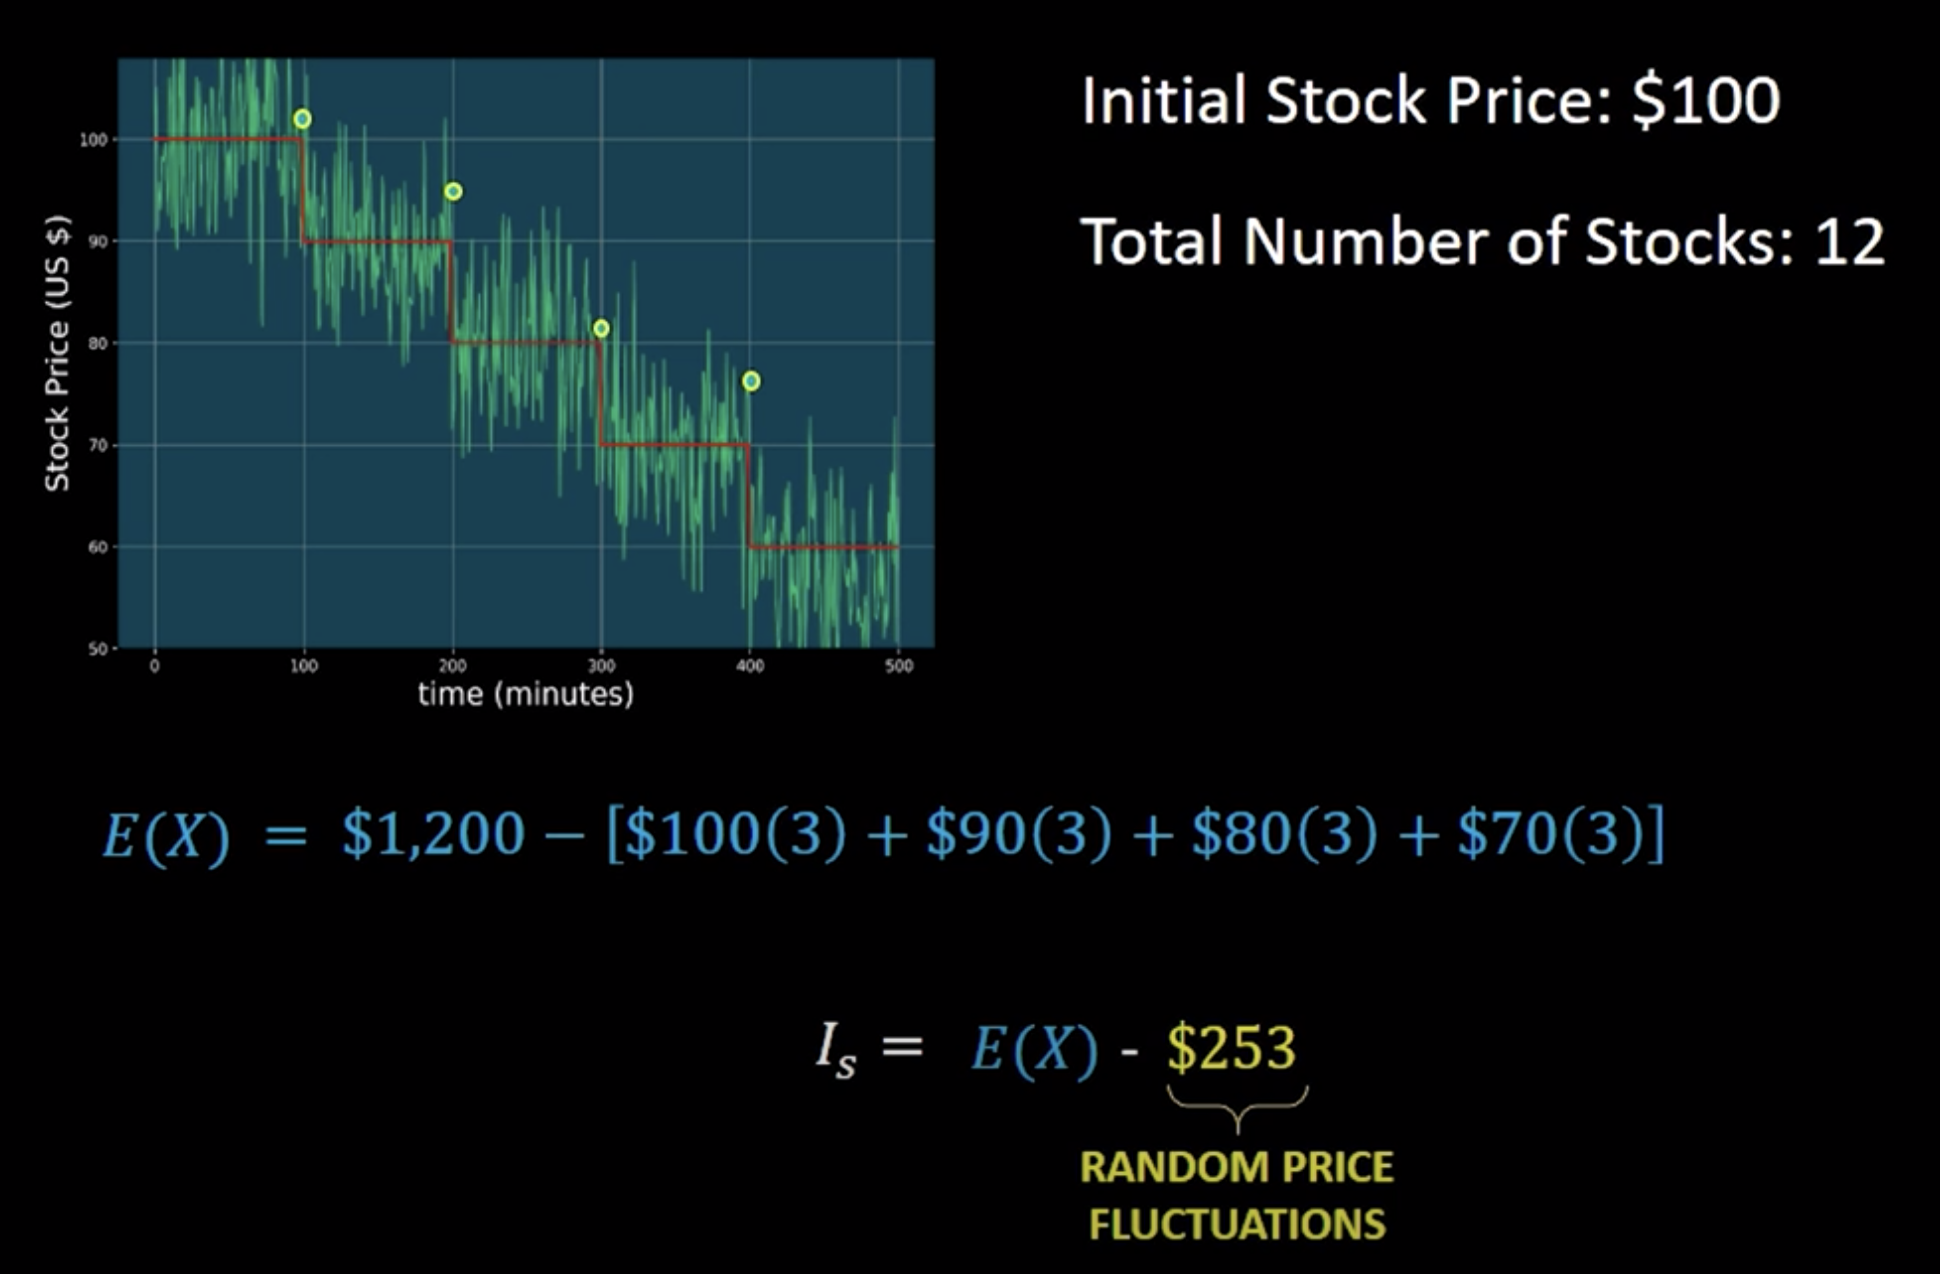 Initial Stock Price: $100
Total Number of Stocks: 12
Stock Price (US $)
100
90
80
70
60
50
0 100 200 300 400 500
time (minutes)
E(X) = $1,200 − [$100(3) + $90(3) + $80(3) + $70(3)]
Iₛ = E(X) - $253
RANDOM PRICE
FLUCTUATIONS